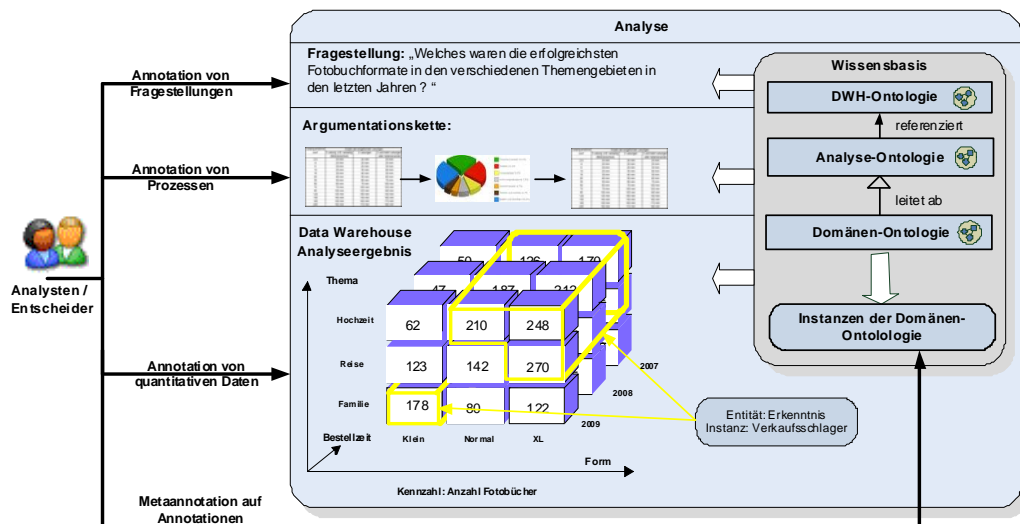 Analyse
Fragestellung: „Welches waren die erfolgreichsten
Fotobuchformate in den verschiedenen Themengebieten in
den letzten Jahren ? “
Annotation von
Fragestellungen
Wissensbasis
DWH-Ontologie
referenziert
Analyse-Ontologie
leitet ab
Domänen-Ontologie
Instanzen der Domänen-
Ontolologie
Argumentationskette:
Annotation von
Prozessen
Analysten /
Entscheider
Data Warehouse
Analyseergebnis
Thema
50 126 170
47 187 212
Hochzeit
62 210 248
Reise
123 142 270
Familie
178 80 122
2007
2008
2009
Bestellzeit
Klein Normal XL
Form
Kennzahl: Anzahl Fotobücher
Annotation von
quantitativen Daten
Entität: Erkenntnis
Instanz: Verkaufsschlager
Metaannotation auf
Annotationen